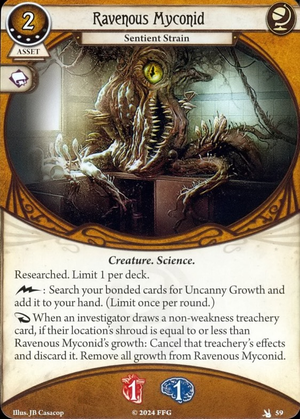 2
Ravenous Myconid
Sentient Strain
ASSET
Creature. Science.
Researched. Limit 1 per deck.
: Search your bonded cards for Uncanny Growth and
add it to your hand. (Limit once per round.)
When an investigator draws a non-weakness treachery
card, if their location's shroud is equal to or less than
Ravenous Myconid's growth: Cancel that treachery's effects
and discard it. Remove all growth from Ravenous Myconid.
1
1
Illus. JB Casacop
© 2024 FFG
59